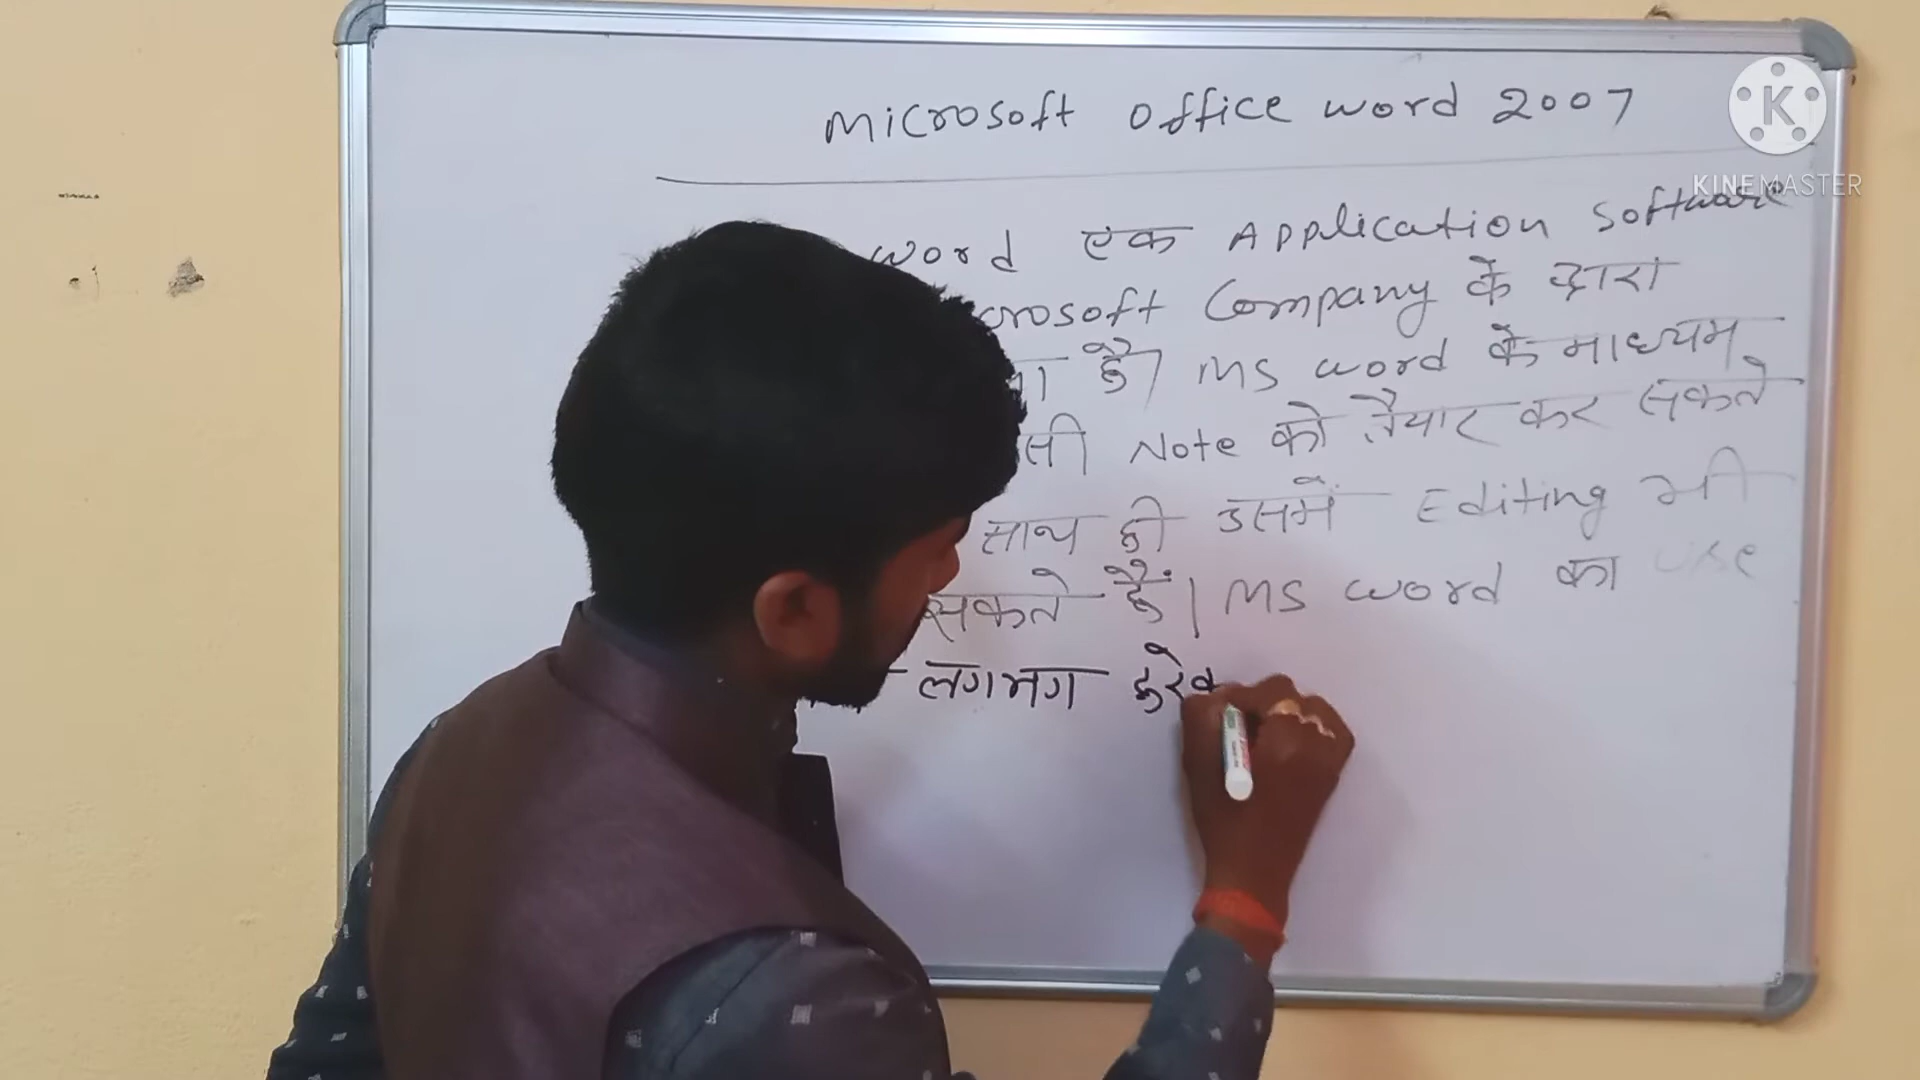 Microsoft Office Word 2007
K
KINEMASTER
word एक Application Software
crosoft Company के द्वारा
है। MS word के माध्यम
सी Note को तैयार कर सकते
साथ ही उसमें Editing भी
सकते हैं। MS word का Use
लगभग हरेक